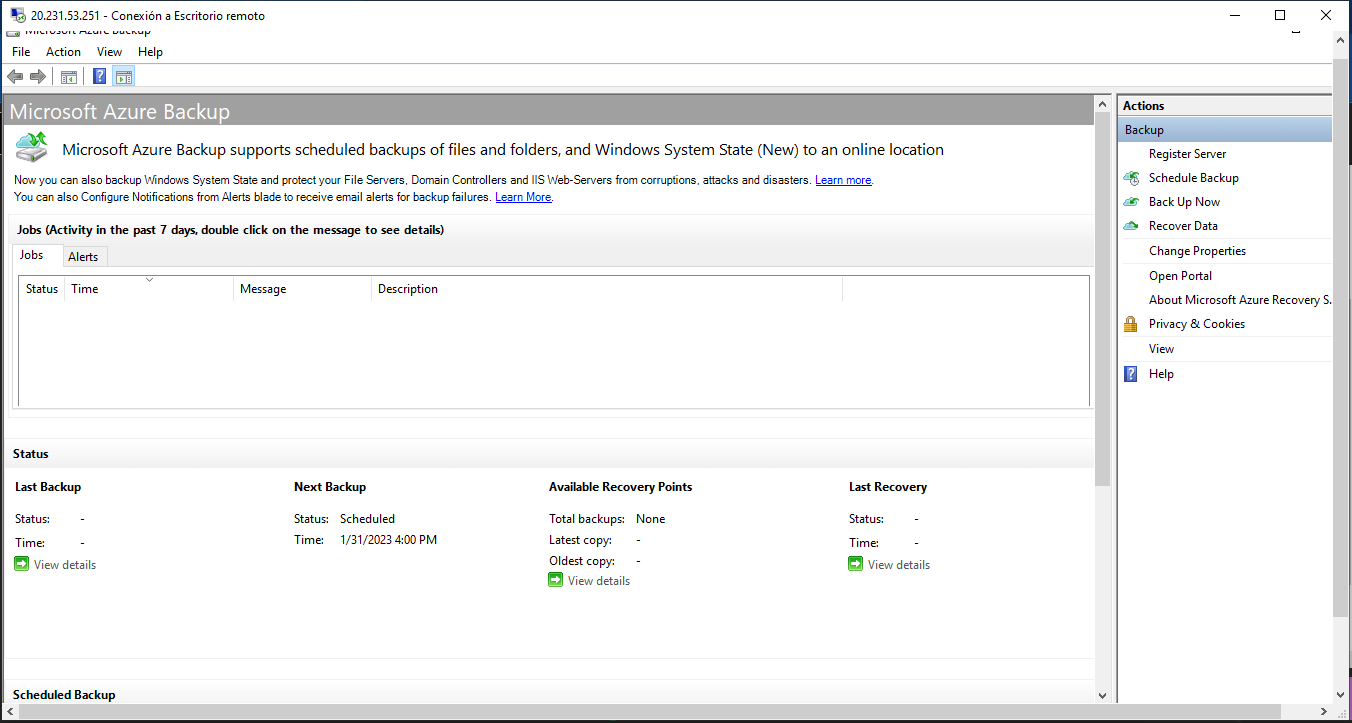 20.231.53.251 - Conexión a Escritorio remoto
Microsoft Azure Backup
File Action View Help
Microsoft Azure Backup
Microsoft Azure Backup supports scheduled backups of files and folders, and Windows System State (New) to an online location
Now you can also backup Windows System State and protect your File Servers, Domain Controllers and IIS Web-Servers from corruptions, attacks and disasters. Learn more.
You can also Configure Notifications from Alerts blade to receive email alerts for backup failures. Learn More.
Jobs (Activity in the past 7 days, double click on the message to see details)
Jobs Alerts
Status Time Message Description
Status
Last Backup
Status: -
Time: -
View details
Next Backup
Status: Scheduled
Time: 1/31/2023 4:00 PM
Available Recovery Points
Total backups: None
Latest copy: -
Oldest copy: -
View details
Last Recovery
Status: -
Time: -
View details
Scheduled Backup
Actions
Backup
Register Server
Schedule Backup
Back Up Now
Recover Data
Change Properties
Open Portal
About Microsoft Azure Recovery S.
Privacy & Cookies
View
Help